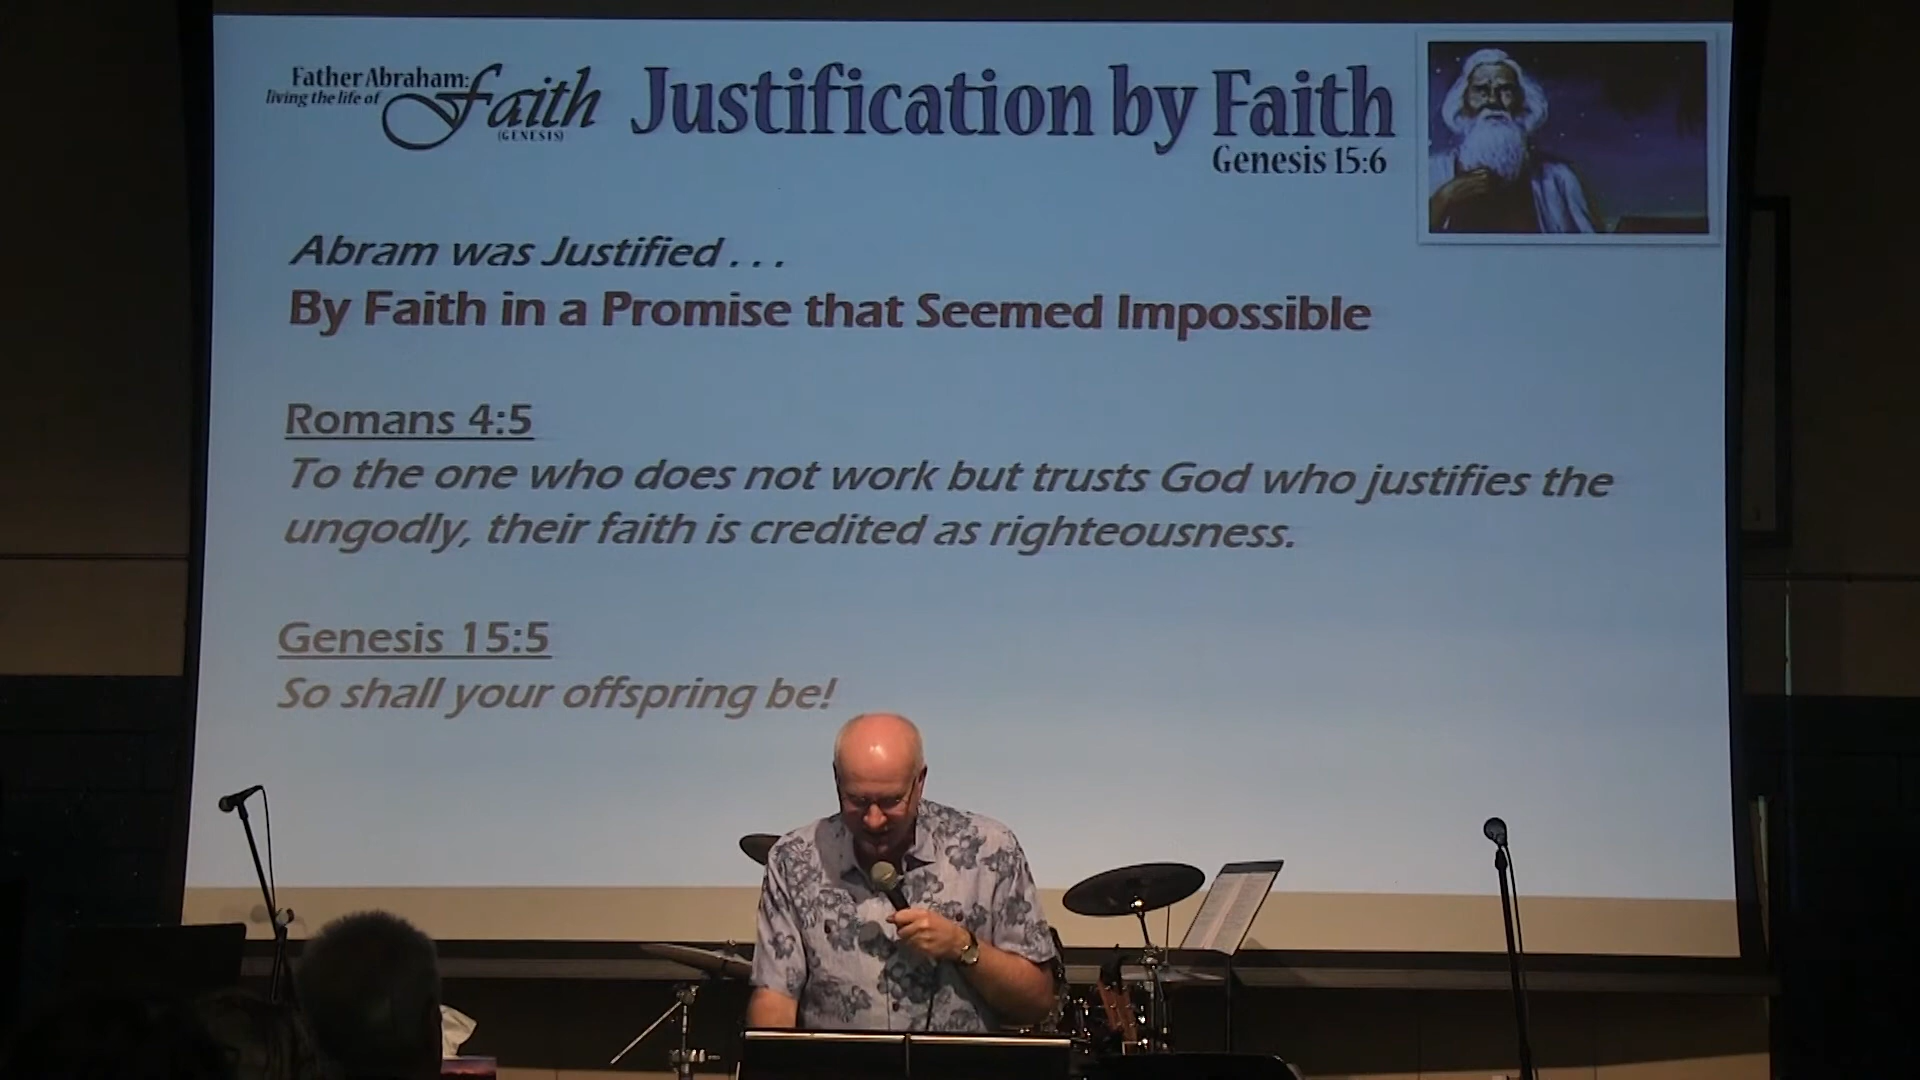 Father Abraham:
living the life of
Faith
(GENESIS)
Justification by Faith
Genesis 15:6
Abram was Justified . . .
By Faith in a Promise that Seemed Impossible
Romans 4:5
To the one who does not work but trusts God who justifies the
ungodly, their faith is credited as righteousness.
Genesis 15:5
So shall your offspring be!